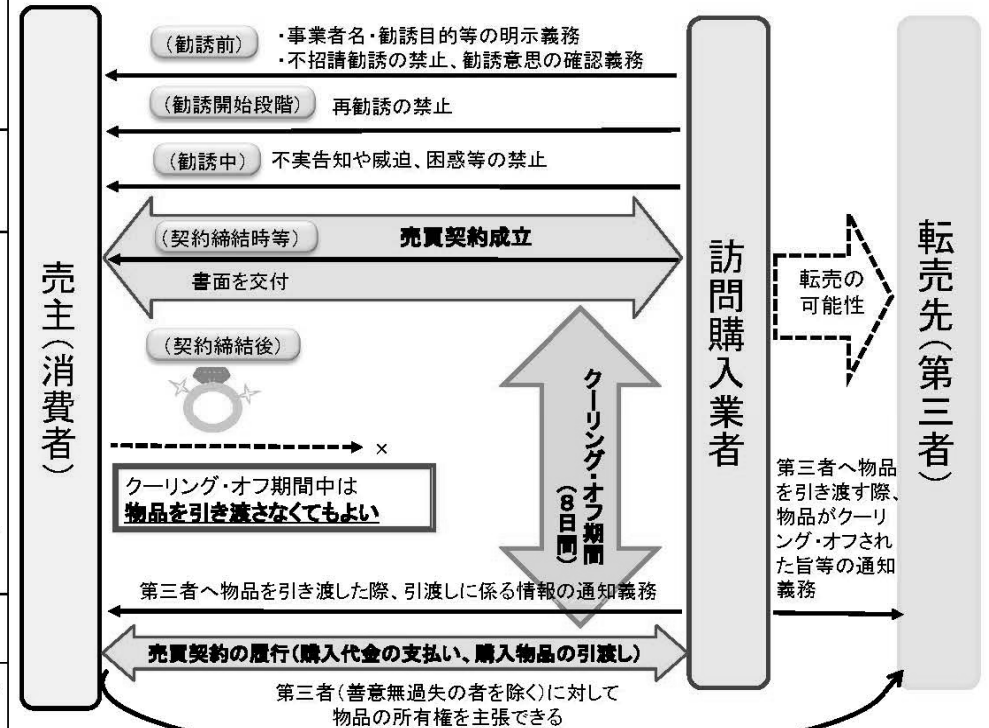 売主（消費者）
（勧誘前）
・事業者名・勧誘目的等の明示義務
・不招請勧誘の禁止、勧誘意思の確認義務
（勧誘開始段階）
再勧誘の禁止
（勧誘中）
不実告知や威迫、困惑等の禁止
（契約締結時等）
売買契約成立
書面を交付
（契約締結後）
×
クーリング・オフ期間中は
物品を引き渡さなくてもよい
クーリング・オフ期間
（８日間）
第三者へ物品を引き渡した際、引渡しに係る情報の通知義務
売買契約の履行（購入代金の支払い、購入物品の引渡し）
第三者（善意無過失の者を除く）に対して
物品の所有権を主張できる
訪問購入業者
転売の
可能性
第三者へ物品
を引き渡す際、
物品がクーリ
ング・オフされ
た旨等の通知
義務
転売先（第三者）